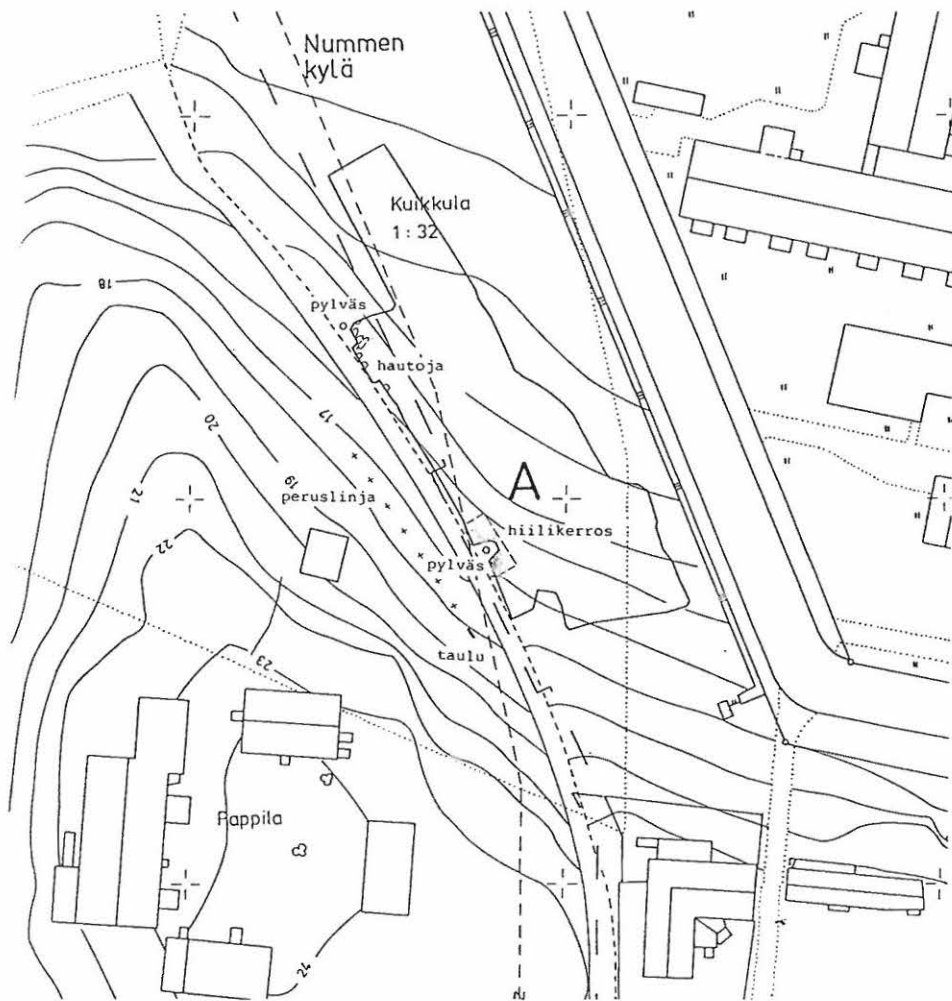 Nummen
kylä
Kuikkula
1:32
pylväs
hautoja
18
17
20
19
peruslinja
A
21
hiilikerros
22
pylväs
taulu
23
Pappila
24